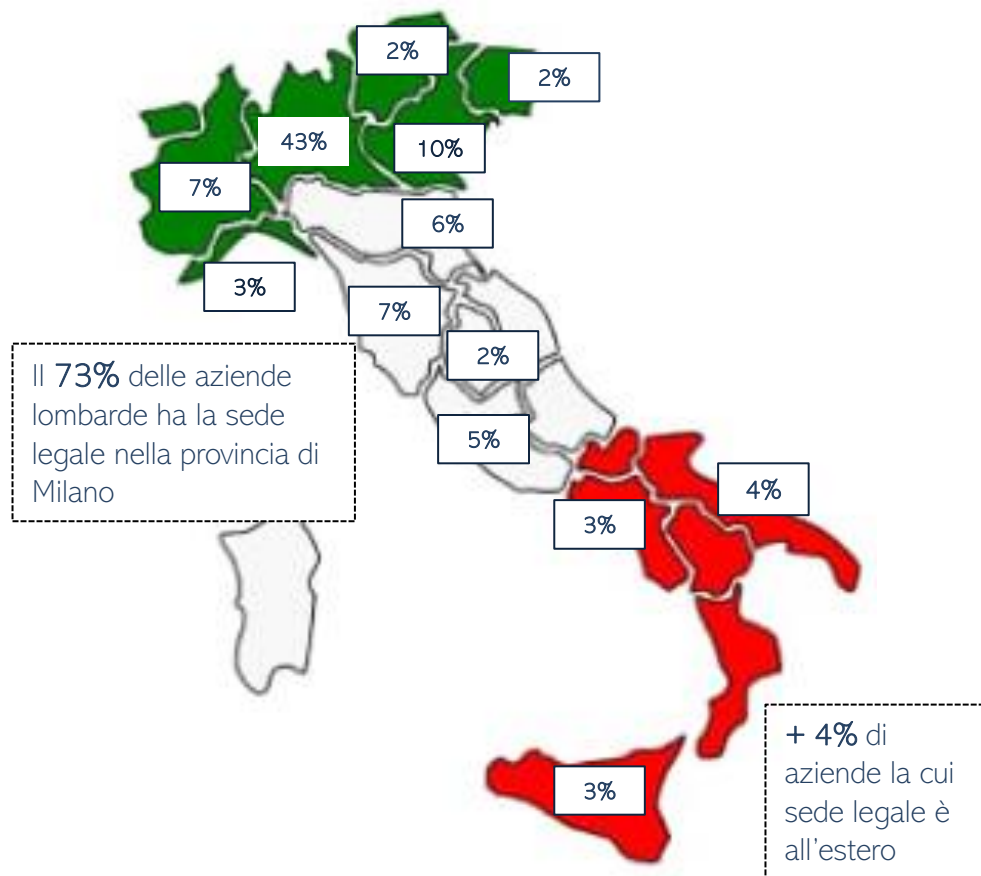 2%
2%
43%
10%
7%
6%
3%
7%
2%
Il 73% delle aziende
lombarde ha la sede
legale nella provincia di
Milano
5%
4%
3%
+ 4% di
aziende la cui
sede legale è
all'estero
3%